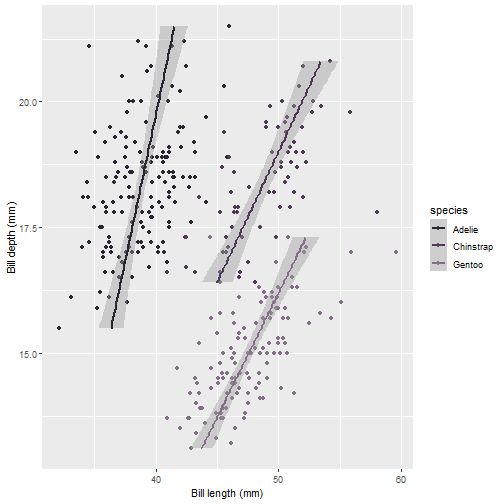 20.0
17.5
15.0
Bill depth (mm)
40
50
60
Bill length (mm)
species
Adelie
Chinstrap
Gentoo